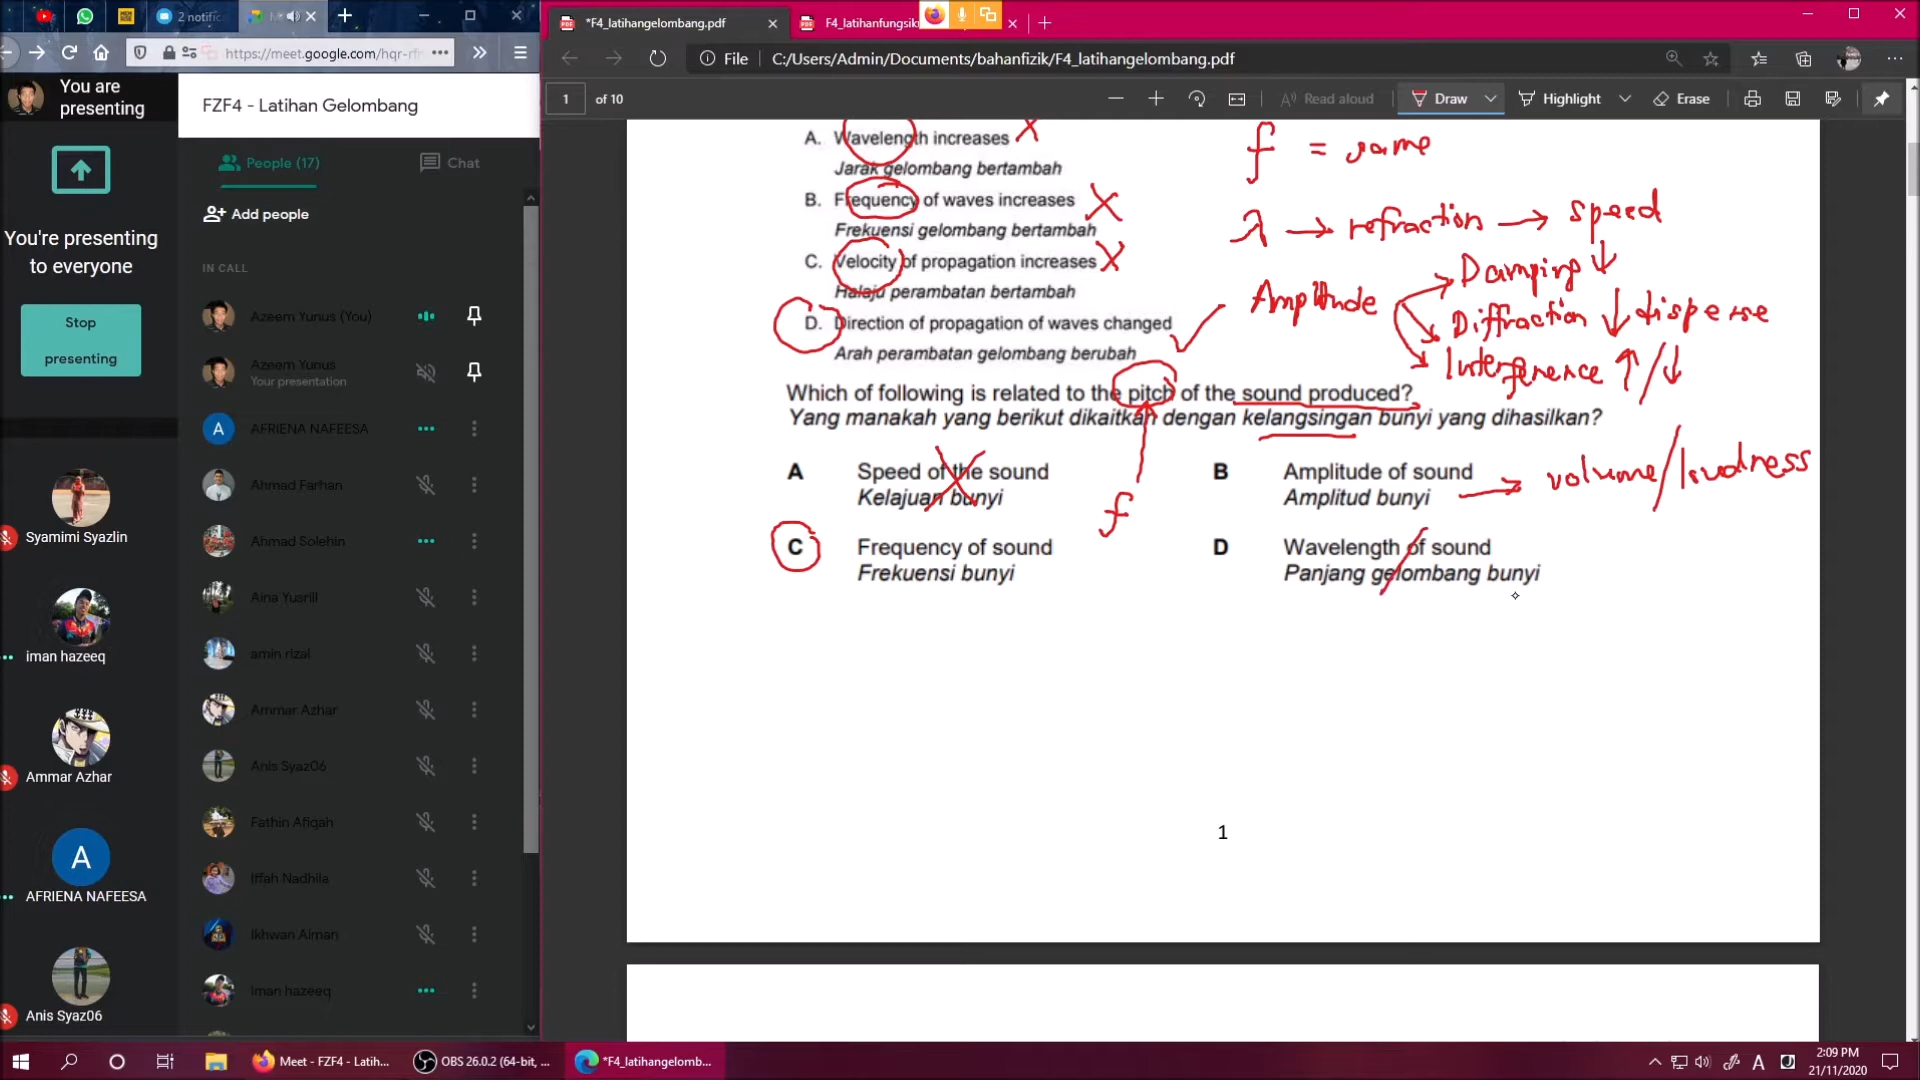 2 notific
M
*F4_latihangelombang.pdf
F4_latihanfungsiku
https://meet.google.com/hqr-rf
File
C:/Users/Admin/Documents/bahanfizik/F4_latihangelombang.pdf
1 of 10
Read aloud
Draw
Highlight
Erase
You are
presenting
You're presenting
to everyone
Stop
presenting
Syamimi Syazlin
iman hazeeq
Ammar Azhar
A
AFRIENA NAFEESA
Anis Syaz06
FZF4 - Latihan Gelombang
People (17)
Chat
Add people
IN CALL
Azeem Yunus (You)
Azeem Yunus
Your presentation
A AFRIENA NAFEESA
Ahmad Farhan
Ahmad Solehin
Aina Yusrill
amin rizal
Ammar Azhar
Anis Syaz06
Fathin Afiqah
Iffah Nadhila
Ikhwan Aiman
iman hazeeq
A. Wavelength increases X
Jarak gelombang bertambah
B. Frequency of waves increases X
Frekuensi gelombang bertambah
C. Velocity of propagation increases X
Halaju perambatan bertambah
D. Direction of propagation of waves changed
Arah perambatan gelombang berubah
f = same
λ → refraction → speed ↓
Amplitude
Damping
Diffraction ↓ disperse
Interference ↑/↓
Which of following is related to the pitch of the sound produced?
Yang manakah yang berikut dikaitkan dengan kelangsingan bunyi yang dihasilkan?
A Speed of the sound
Kelajuan bunyi
f
B Amplitude of sound
Amplitud bunyi
→ volume/loudness
C Frequency of sound
Frekuensi bunyi
D Wavelength of sound
Panjang gelombang bunyi
1
Meet - FZF4 - Latih...
OBS 26.0.2 (64-bit, ...
*F4_latihangelomb...
A
2:09 PM
21/11/2020